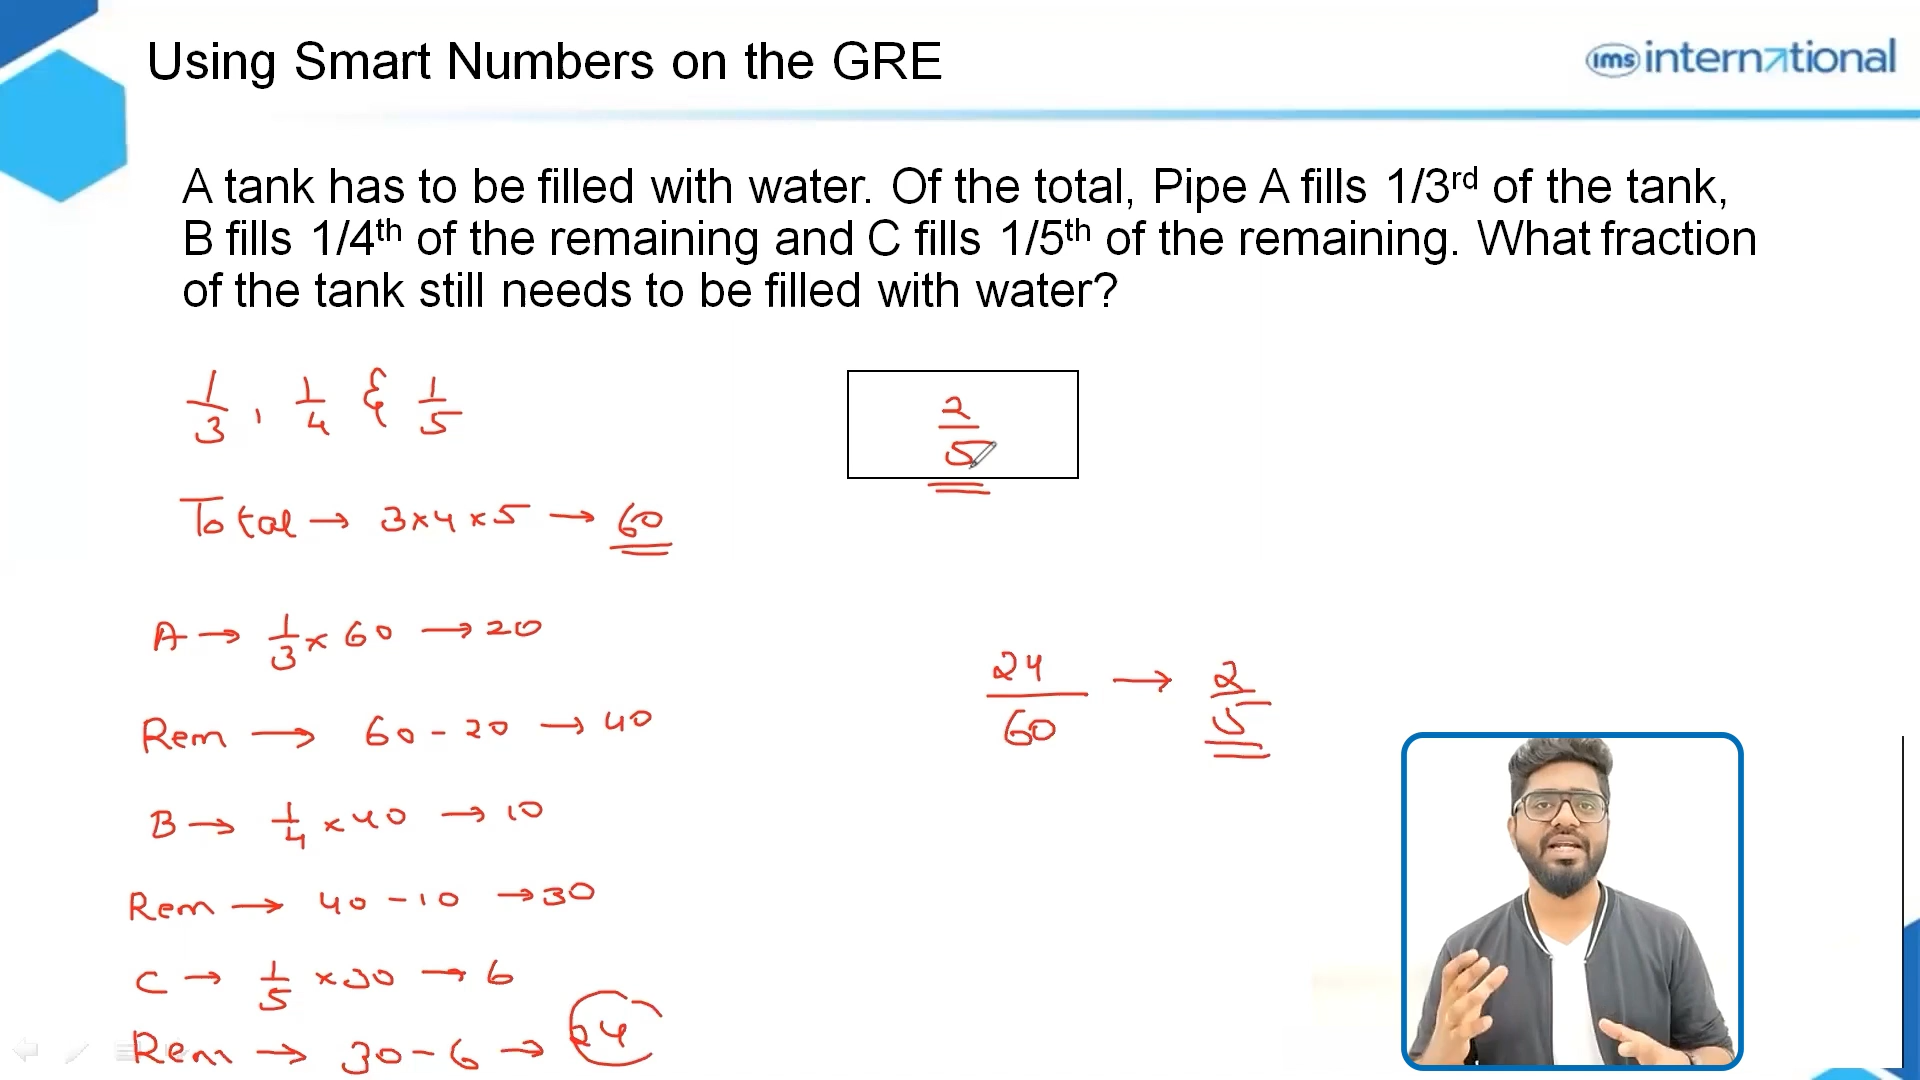 Using Smart Numbers on the GRE
ims international
A tank has to be filled with water. Of the total, Pipe A fills 1/3rd of the tank,
B fills 1/4th of the remaining and C fills 1/5th of the remaining. What fraction
of the tank still needs to be filled with water?
1/3 , 1/4 & 1/5
2/5
Total → 3×4×5 → 60
A → 1/3 × 60 → 20
24/60 → 2/5
Rem → 60 - 20 → 40
B → 1/4 × 40 → 10
Rem → 40 - 10 → 30
C → 1/5 × 30 → 6
Rem → 30 - 6 → 24